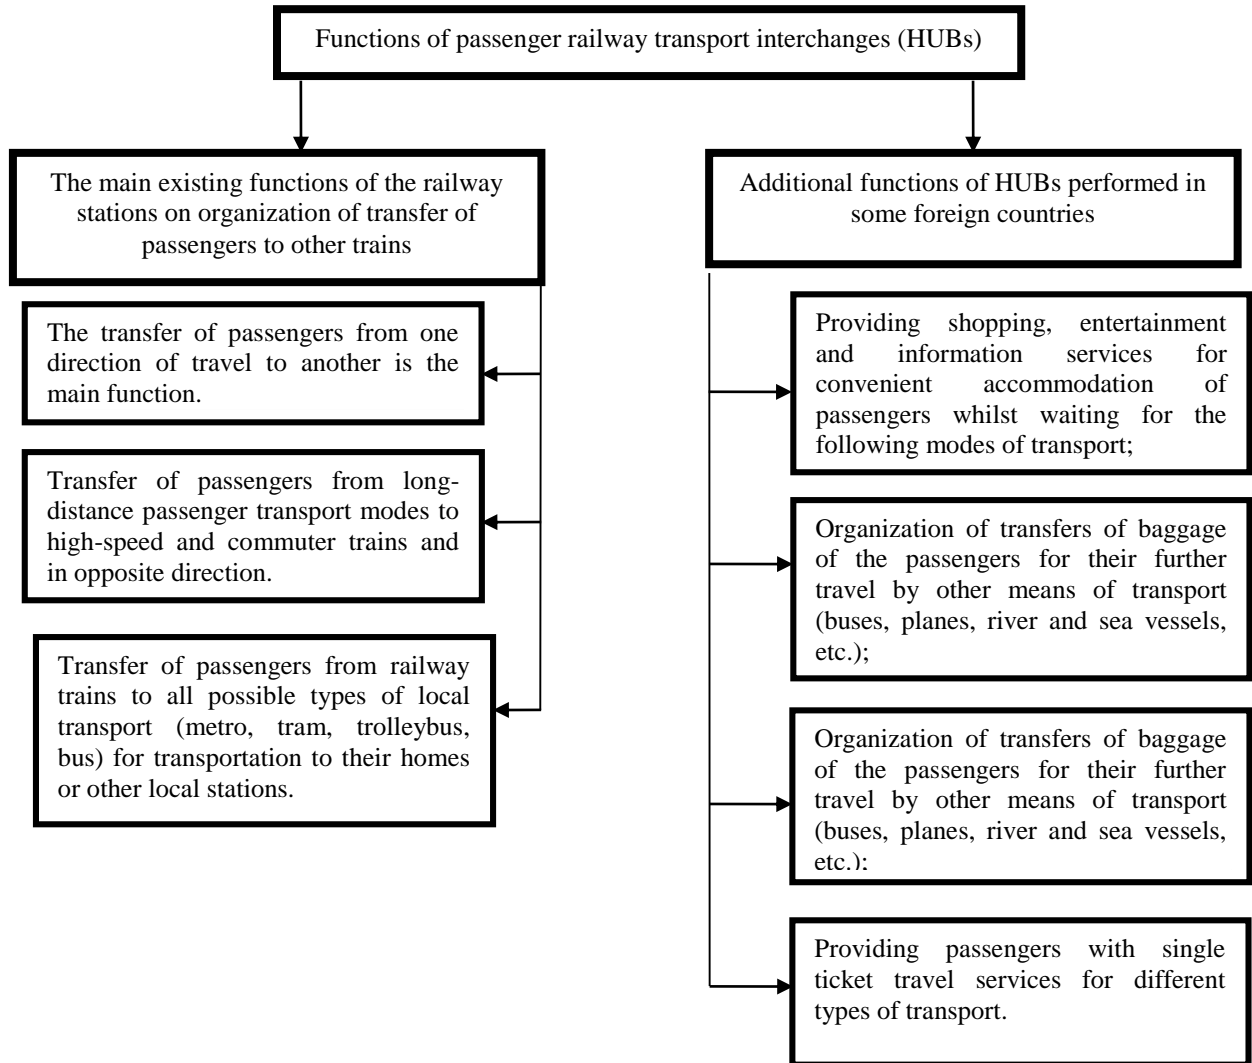 Functions of passenger railway transport interchanges (HUBs)
The main existing functions of the railway
stations on organization of transfer of
passengers to other trains
The transfer of passengers from one
direction of travel to another is the
main function.
Transfer of passengers from long-
distance passenger transport modes to
high-speed and commuter trains and
in opposite direction.
Transfer of passengers from railway
trains to all possible types of local
transport (metro, tram, trolleybus,
bus) for transportation to their homes
or other local stations.
Additional functions of HUBs performed in
some foreign countries
Providing shopping, entertainment
and information services for
convenient accommodation of
passengers whilst waiting for the
following modes of transport;
Organization of transfers of baggage
of the passengers for their further
travel by other means of transport
(buses, planes, river and sea vessels,
etc.);
Organization of transfers of baggage
of the passengers for their further
travel by other means of transport
(buses, planes, river and sea vessels,
etc.);
Providing passengers with single
ticket travel services for different
types of transport.